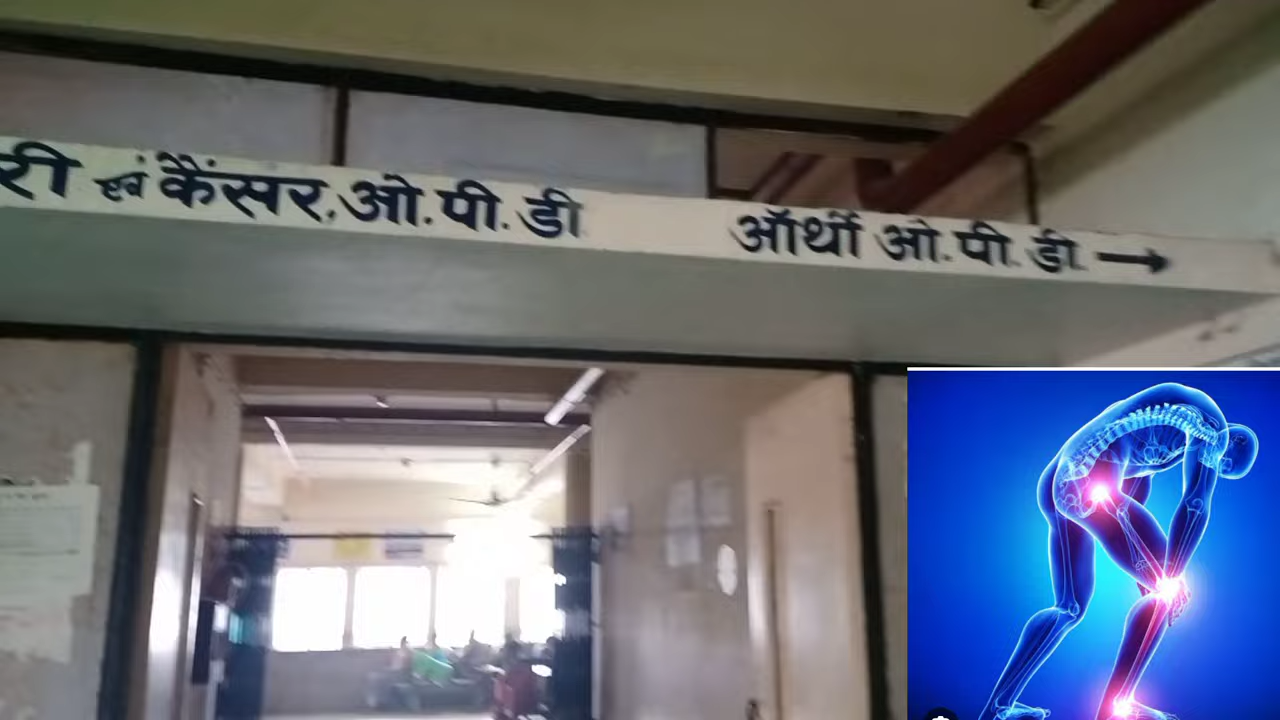 री एवं कैंसर. ओ. पी. डी ऑर्थो ओ. पी. डी. →